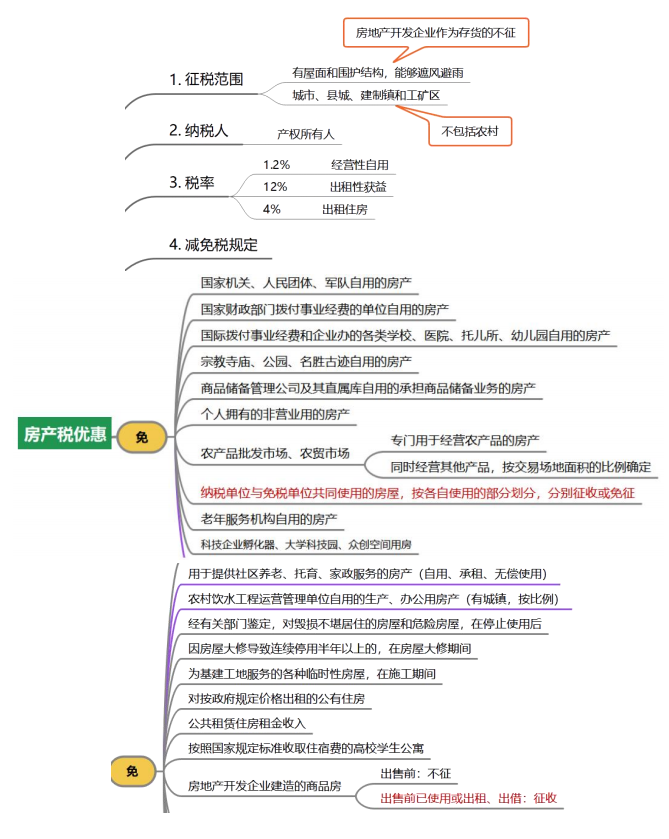 房地产开发企业作为存货的不征
1. 征税范围
有屋面和围护结构，能够遮风避雨
城市、县城、建制镇和工矿区
不包括农村
2. 纳税人
产权所有人
3. 税率
1.2% 经营性自用
12% 出租性获益
4% 出租住房
4. 减免税规定
房产税优惠
免
国家机关、人民团体、军队自用的房产
国家财政部门拨付事业经费的单位自用的房产
国际拨付事业经费和企业办的各类学校、医院、托儿所、幼儿园自用的房产
宗教寺庙、公园、名胜古迹自用的房产
商品储备管理公司及其直属库自用的承担商品储备业务的房产
个人拥有的非营业用的房产
农产品批发市场、农贸市场
专门用于经营农产品的房产
同时经营其他产品，按交易场地面积的比例确定
纳税单位与免税单位共同使用的房屋，按各自使用的部分划分，分别征收或免征
老年服务机构自用的房产
科技企业孵化器、大学科技园、众创空间用房
用于提供社区养老、托育、家政服务的房产（自用、承租、无偿使用）
农村饮水工程运营管理单位自用的生产、办公用房产（有城镇，按比例）
经有关部门鉴定，对毁损不堪居住的房屋和危险房屋，在停止使用后
因房屋大修导致连续停用半年以上的，在房屋大修期间
为基建工地服务的各种临时性房屋，在施工期间
对按政府规定价格出租的公有住房
公共租赁住房租金收入
按照国家规定标准收取住宿费的高校学生公寓
免
房地产开发企业建造的商品房
出售前：不征
出售前已使用或出租、出借：征收